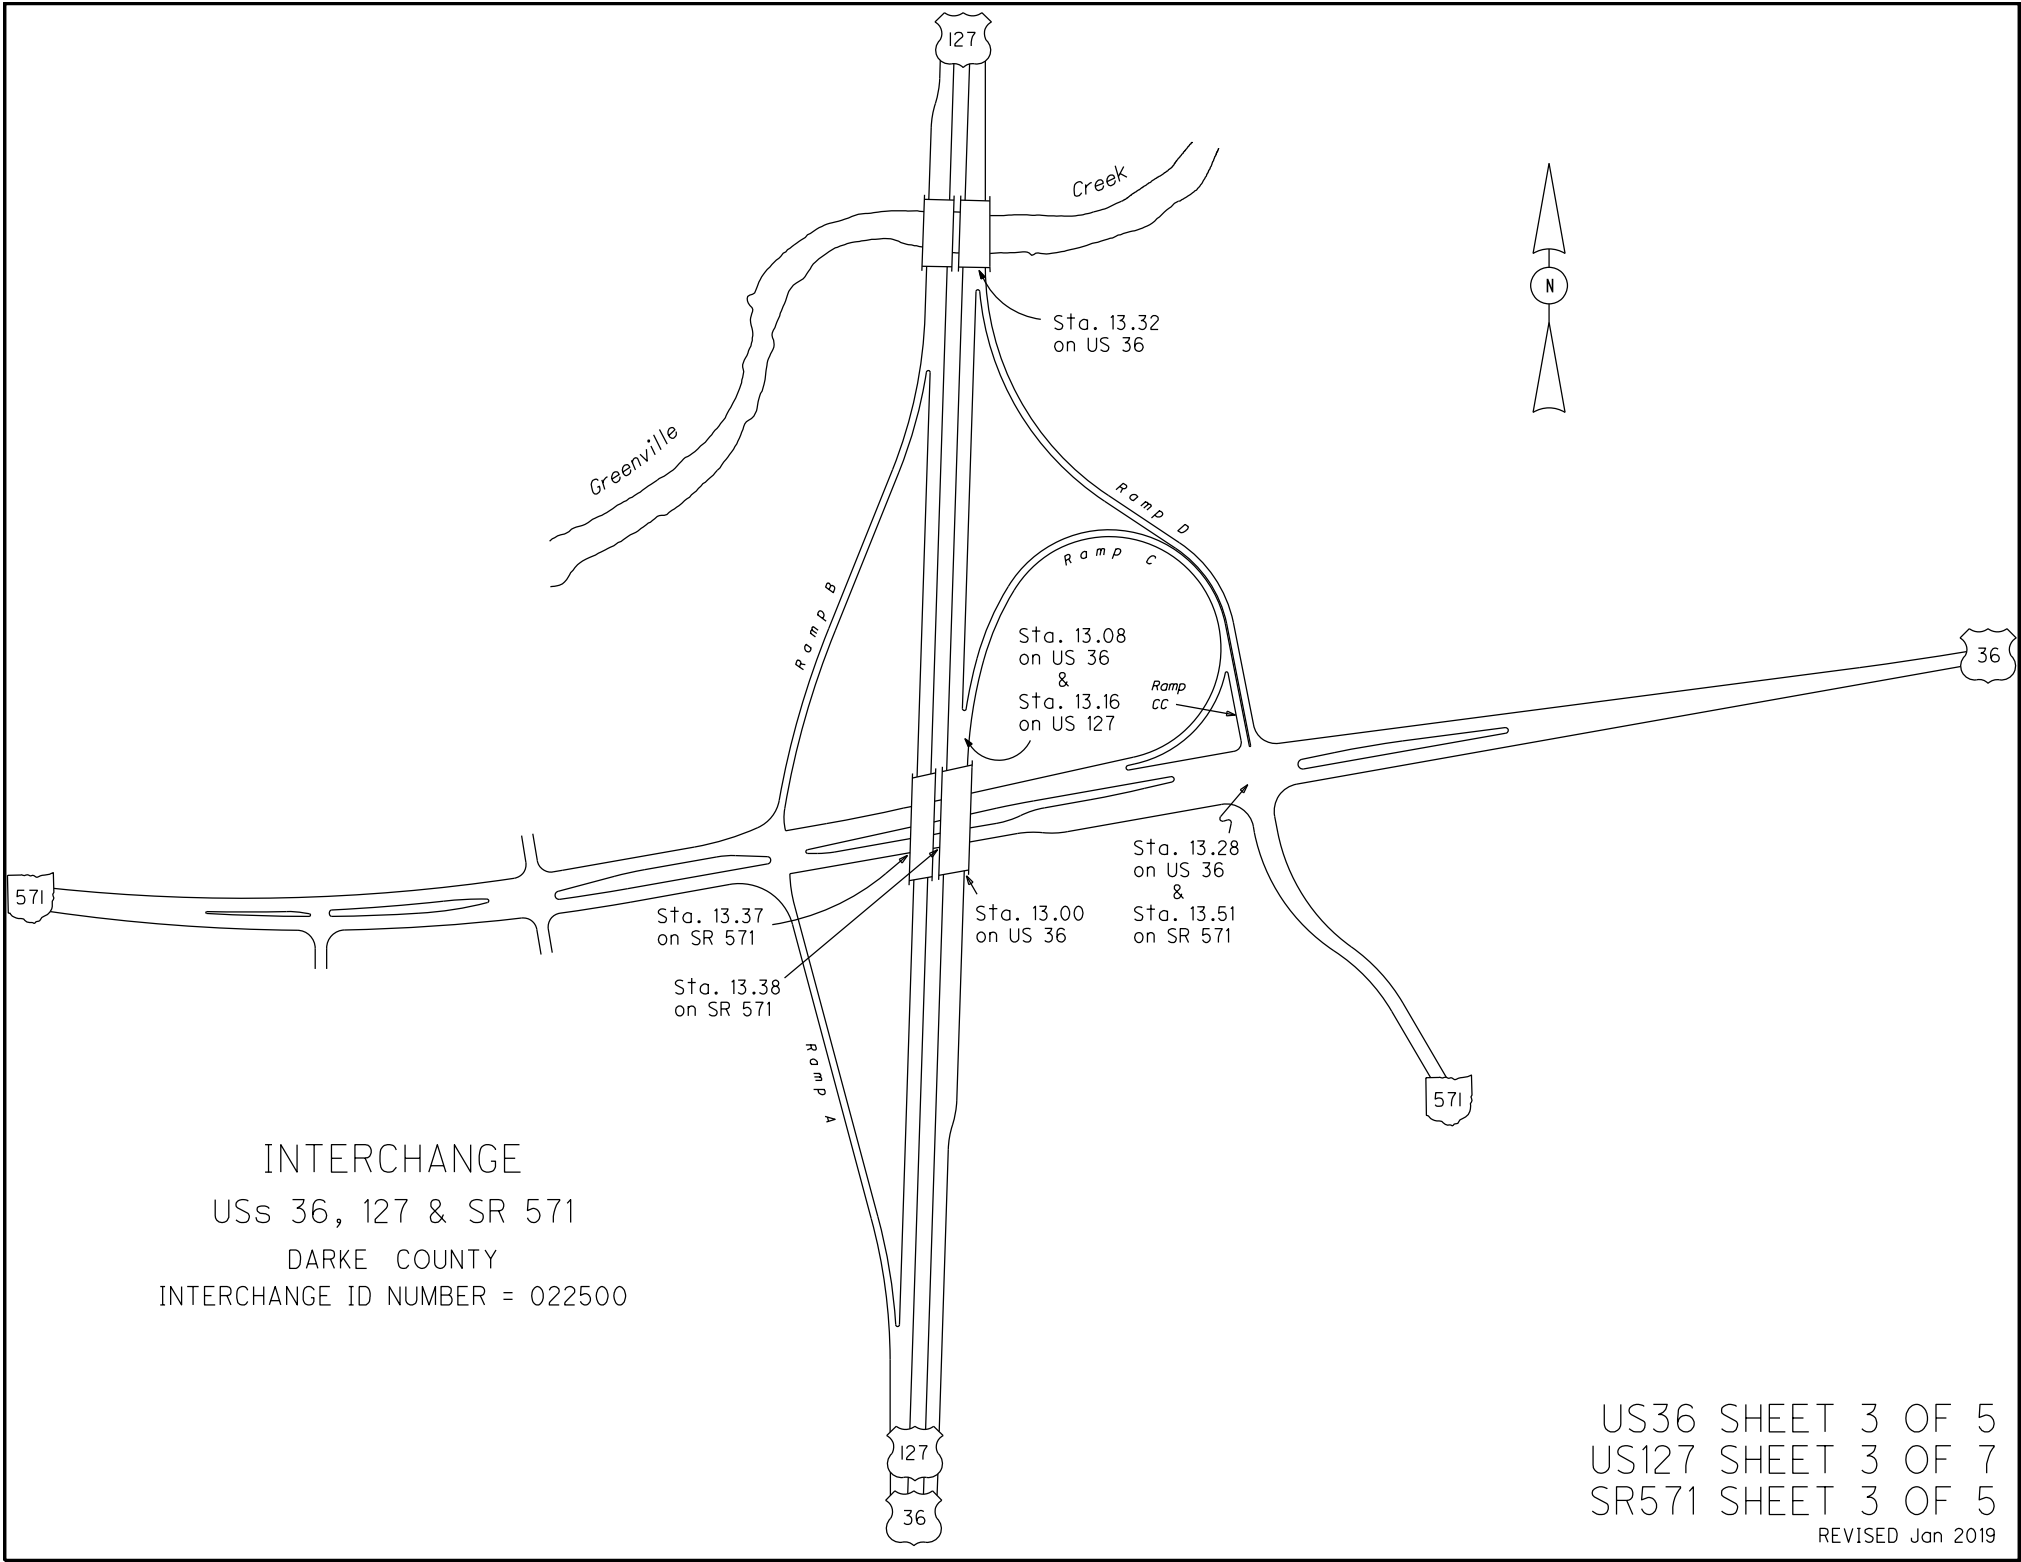 127
Creek
N
Sta. 13.32
on US 36
Greenville
Ramp D
Ramp C
Ramp B
Sta. 13.08
on US 36
&
Sta. 13.16
on US 127
Ramp
CC
36
Sta. 13.28
on US 36
&
Sta. 13.51
on SR 571
571
Sta. 13.37
on SR 571
Sta. 13.00
on US 36
Sta. 13.38
on SR 571
Ramp A
571
INTERCHANGE
USs 36, 127 & SR 571
DARKE COUNTY
INTERCHANGE ID NUMBER = 022500
127
36
US36 SHEET 3 OF 5
US127 SHEET 3 OF 7
SR571 SHEET 3 OF 5
REVISED Jan 2019